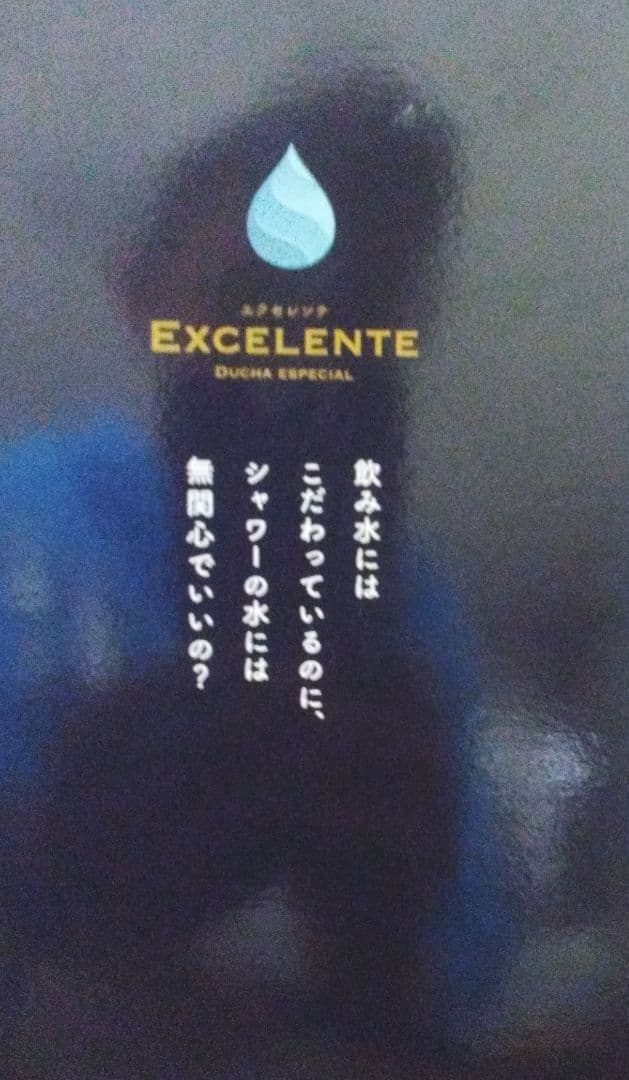 エクセレンテ
EXCELENTE
DUCHA ESPECIAL
飲み水には
こだわっているのに、
シャワーの水には
無関心でいいの?